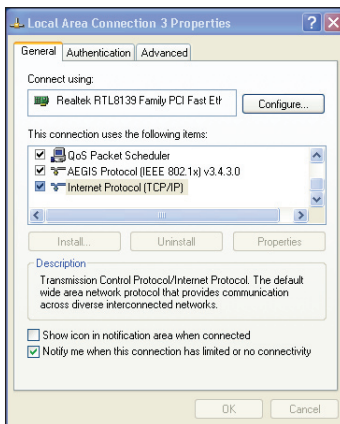 Local Area Connection 3 Properties
General Authentication Advanced
Connect using:
Realtek RTL8139 Family PCI Fast Eth
Configure...
This connection uses the following items:
QoS Packet Scheduler
AEGIS Protocol (IEEE 802.1x) v3.4.3.0
Internet Protocol (TCP/IP)
Install... Uninstall Properties
Description
Transmission Control Protocol/Internet Protocol. The default
wide area network protocol that provides communication
across diverse interconnected networks.
Show icon in notification area when connected
Notify me when this connection has limited or no connectivity
OK Cancel